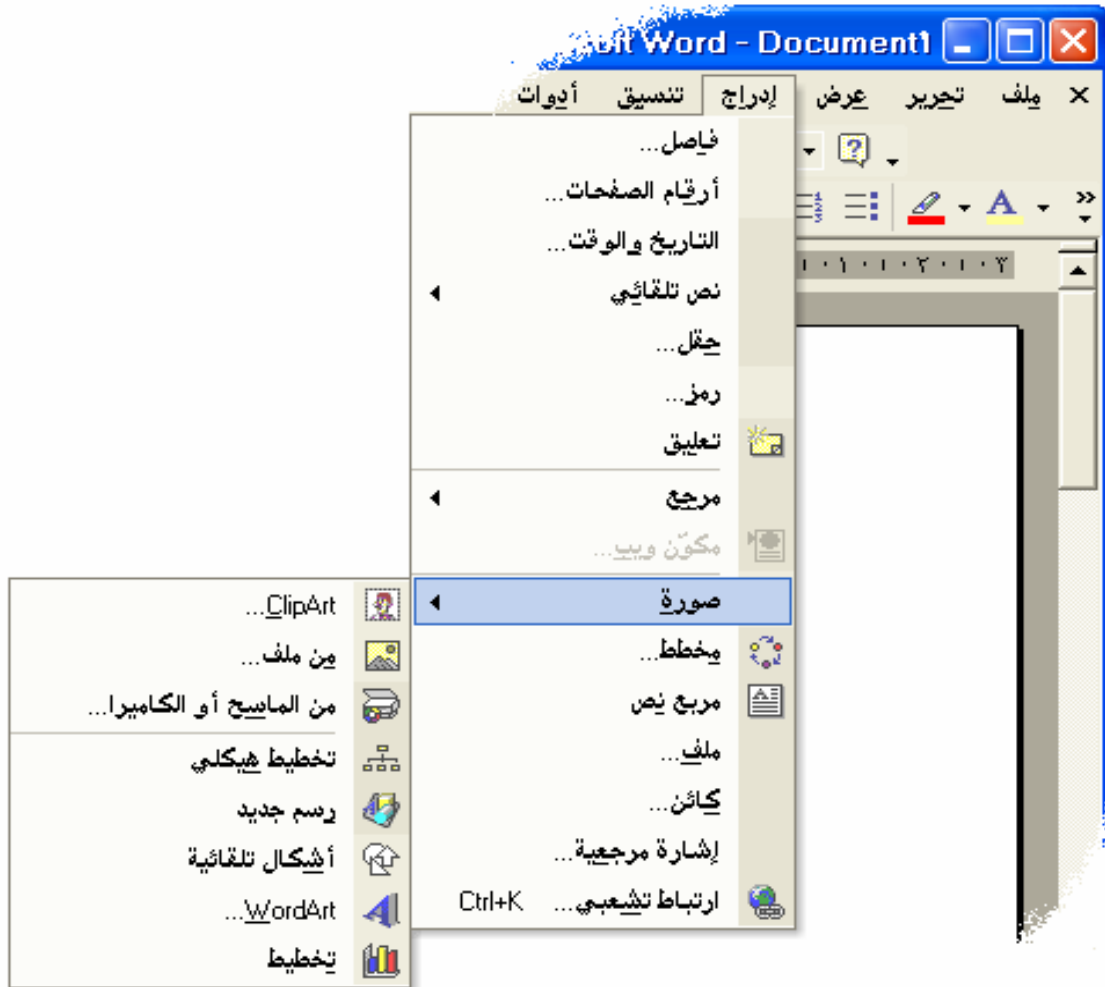 soft Word - Document1
ملف تحرير عرض إدراج تنسيق أدوات
فاصل...
أرقام الصفحات...
التاريخ والوقت...
نص تلقائي
حقل...
رمز...
تعليق
مرجع
مكوّن ويب...
صورة
مخطط...
مربع نص
ملف...
كائن...
إشارة مرجعية...
ارتباط تشعبي... Ctrl+K
ClipArt...
من ملف...
من الماسح أو الكاميرا...
تخطيط هيكلي
رسم جديد
أشكال تلقائية
WordArt...
تخطيط